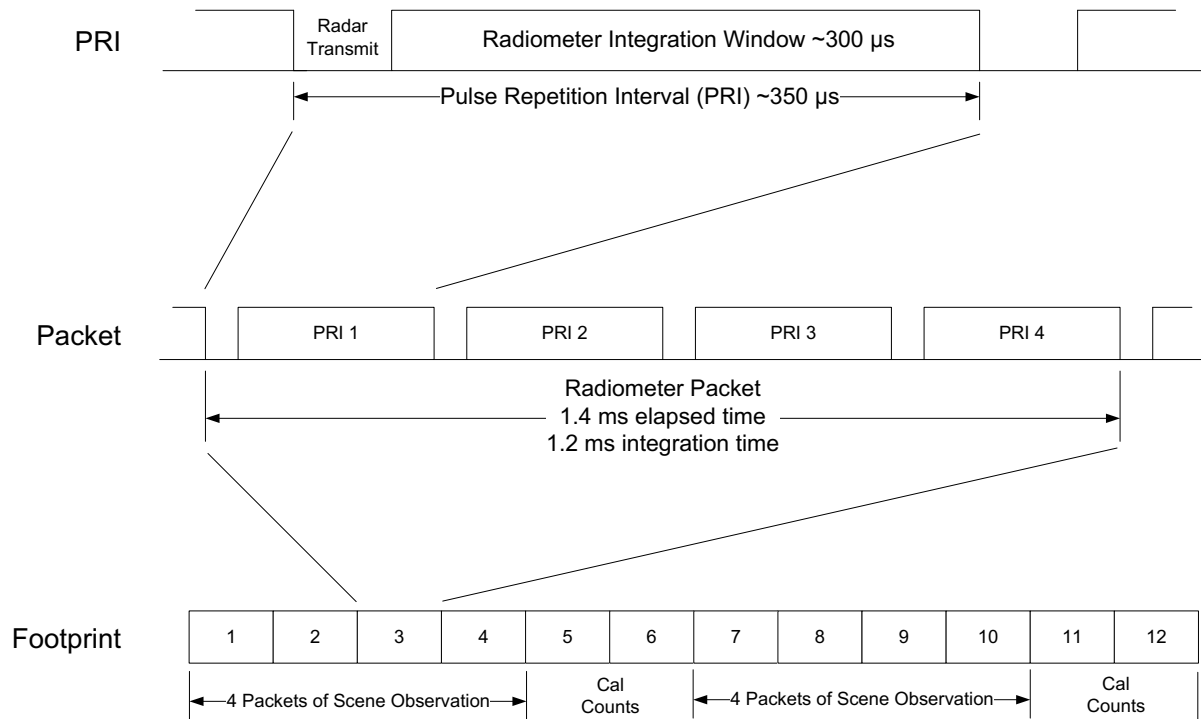 PRI
Radar
Transmit
Radiometer Integration Window ~300 µs
Pulse Repetition Interval (PRI) ~350 µs
Packet
PRI 1
PRI 2
PRI 3
PRI 4
Radiometer Packet
1.4 ms elapsed time
1.2 ms integration time
Footprint
1 2 3 4 5 6 7 8 9 10 11 12
4 Packets of Scene Observation
Cal
Counts
4 Packets of Scene Observation
Cal
Counts